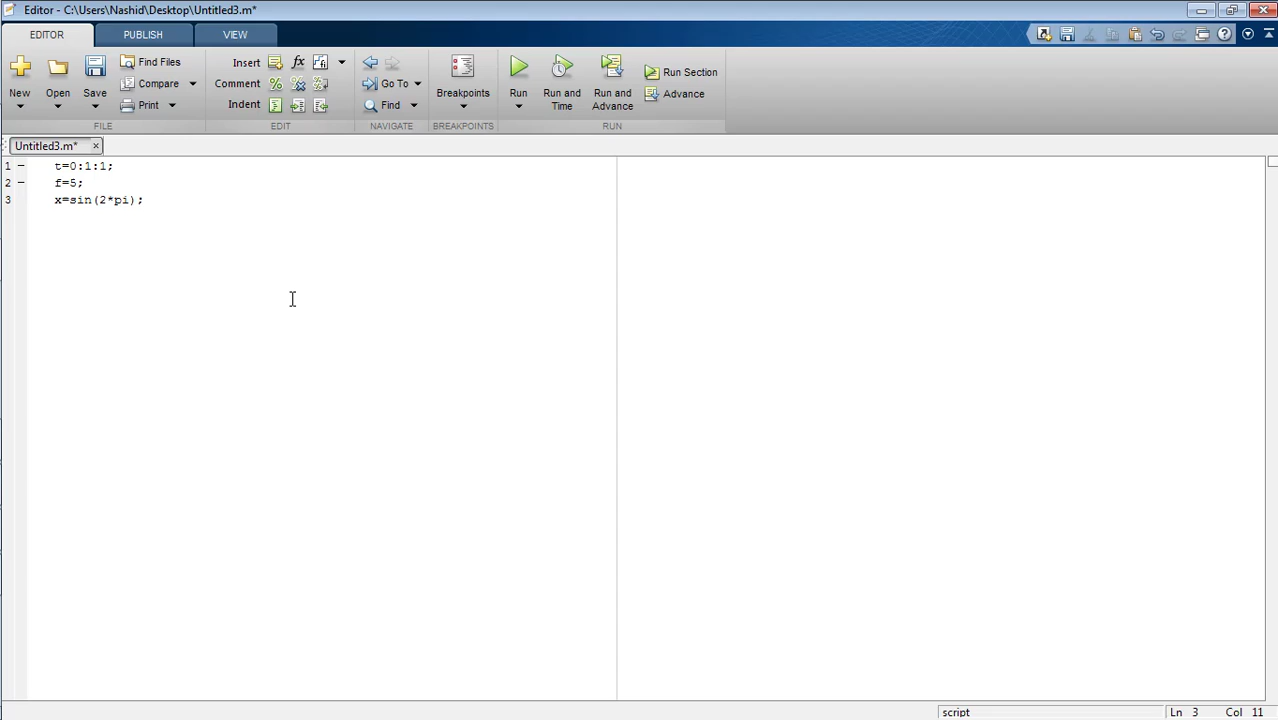 Editor - C:\Users\Nashid\Desktop\Untitled3.m*
EDITOR PUBLISH VIEW
New Open Save Find Files Compare Print
FILE
Insert fx
Comment
Indent
EDIT
Go To
Find
NAVIGATE
Breakpoints
BREAKPOINTS
Run Run and Time Run and Advance Run Section Advance
RUN
Untitled3.m*
1 t=0:1:1;
2 f=5;
3 x=sin(2*pi);
script Ln 3 Col 11